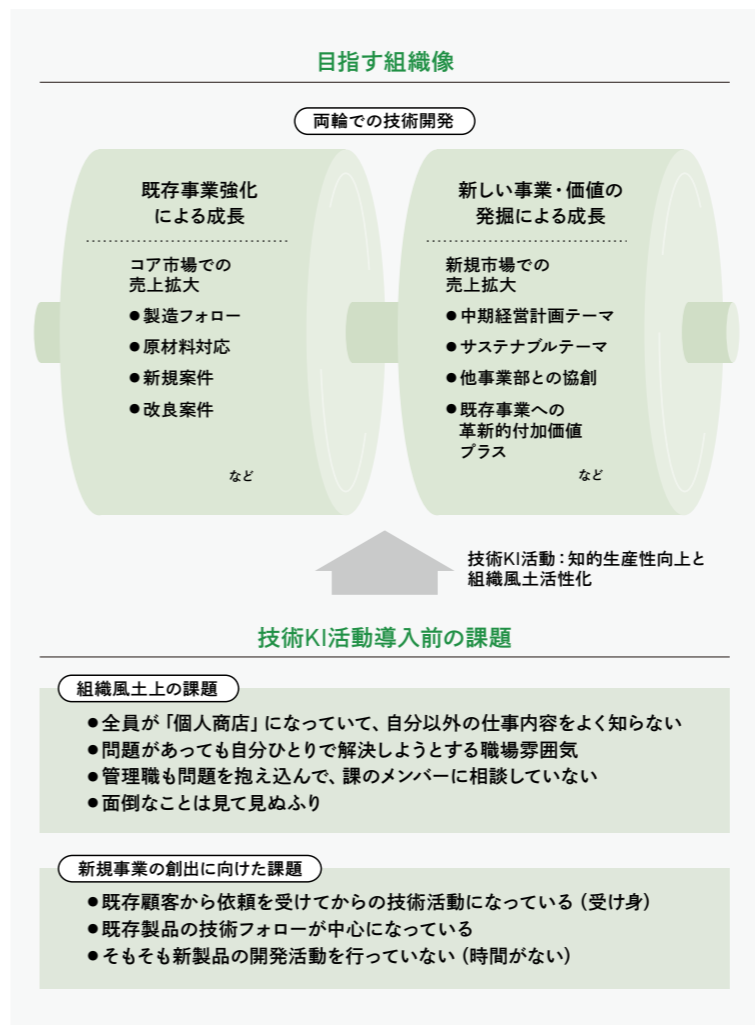 目指す組織像
両輪での技術開発
既存事業強化
による成長
コア市場での
売上拡大
●製造フォロー
●原材料対応
●新規案件
●改良案件
など
新しい事業・価値の
発掘による成長
新規市場での
売上拡大
●中期経営計画テーマ
●サステナブルテーマ
●他事業部との協創
●既存事業への
革新的付加価値
プラス
など
技術KI活動：知的生産性向上と
組織風土活性化
技術KI活動導入前の課題
組織風土上の課題
●全員が「個人商店」になっていて、自分以外の仕事内容をよく知らない
●問題があっても自分ひとりで解決しようとする職場雰囲気
●管理職も問題を抱え込んで、課のメンバーに相談していない
●面倒なことは見て見ぬふり
新規事業の創出に向けた課題
●既存顧客から依頼を受けてからの技術活動になっている（受け身）
●既存製品の技術フォローが中心になっている
●そもそも新製品の開発活動を行っていない（時間がない）